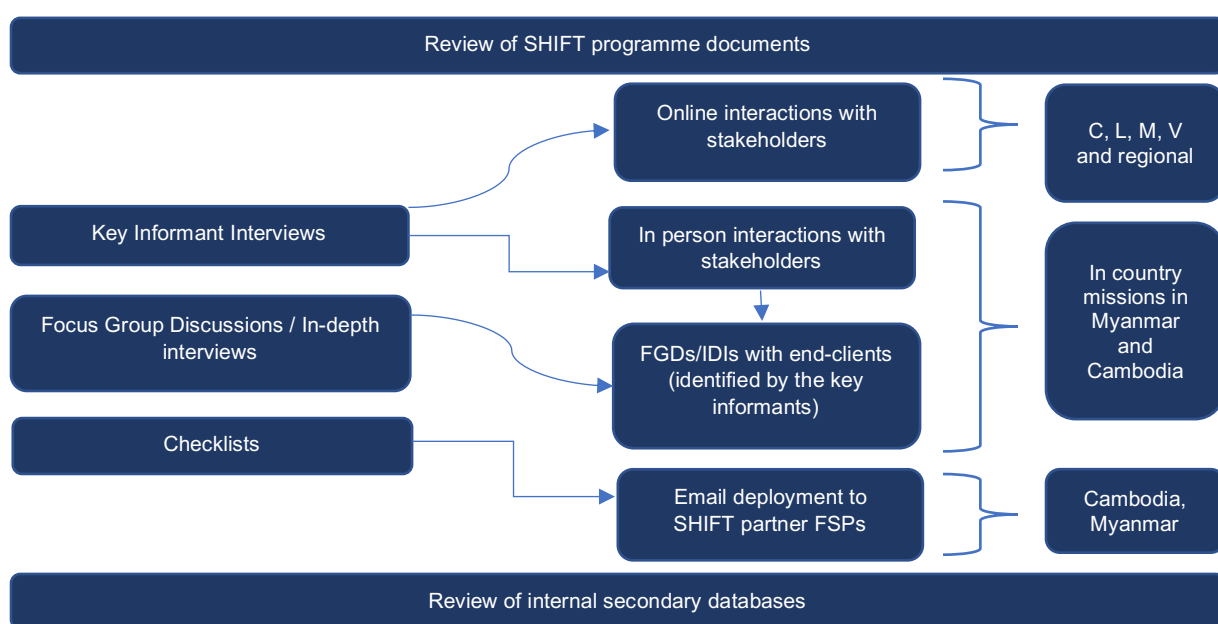 Review of SHIFT programme documents
Online interactions with
stakeholders
C, L, M, V
and regional
Key Informant Interviews
In person interactions with
stakeholders
In country
missions in
Myanmar
and
Cambodia
Focus Group Discussions / In-depth
interviews
FGDs/IDIs with end-clients
(identified by the key
informants)
Checklists
Email deployment to
SHIFT partner FSPs
Cambodia,
Myanmar
Review of internal secondary databases